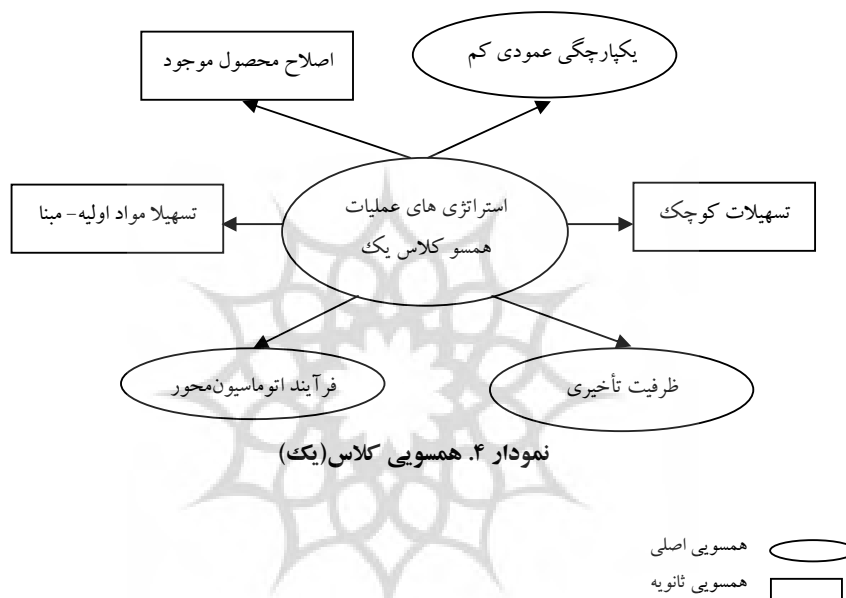 یکپارچگی عمودی کم
اصلاح محصول موجود
استراتژی های عملیات
همسو کلاس یک
تسهیلات کوچک
تسهیلا مواد اولیه- مبنا
ظرفیت تأخیری
فرآیند اتوماسیون‌محور
نمودار ۴. همسویی کلاس(یک)
همسویی اصلی
همسویی ثانویه